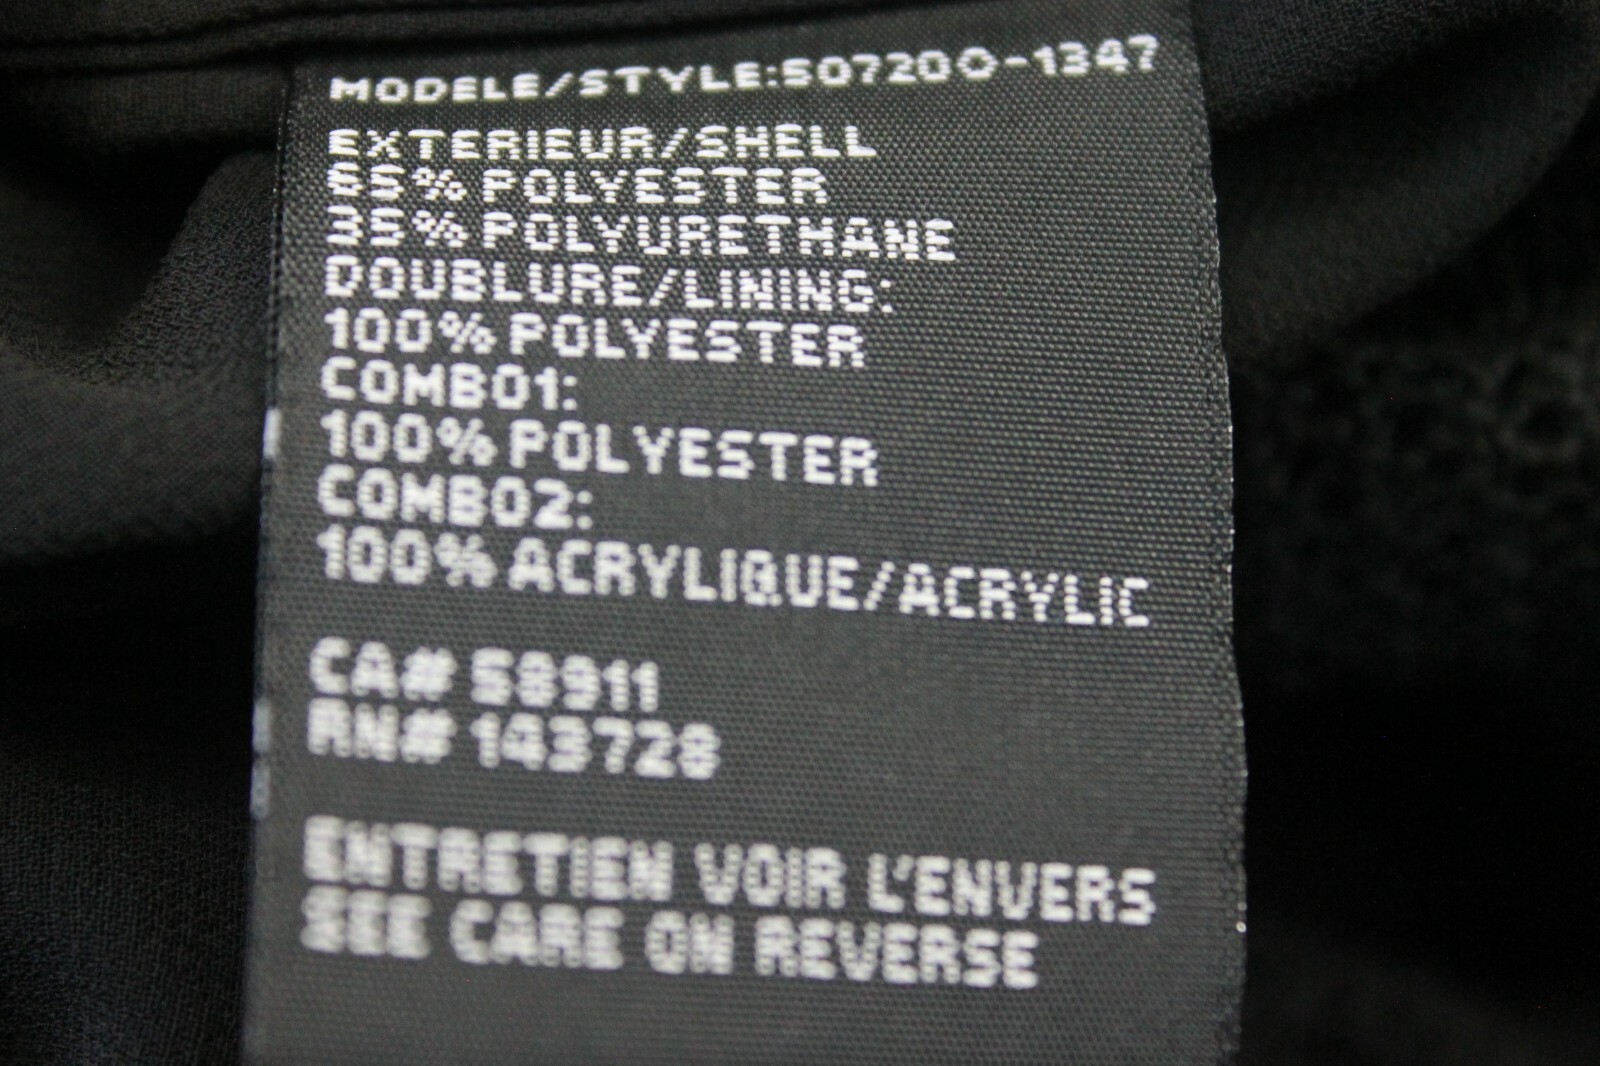 MODELE/STYLE:507200-1347
EXTERIEUR/SHELL
65% POLYESTER
35% POLYURETHANE
DOUBLURE/LINING:
100% POLYESTER
COMBO1:
100% POLYESTER
COMBO2:
100% ACRYLIQUE/ACRYLIC
CA# 58911
RN# 143728
ENTRETIEN VOIR L'ENVERS
SEE CARE ON REVERSE